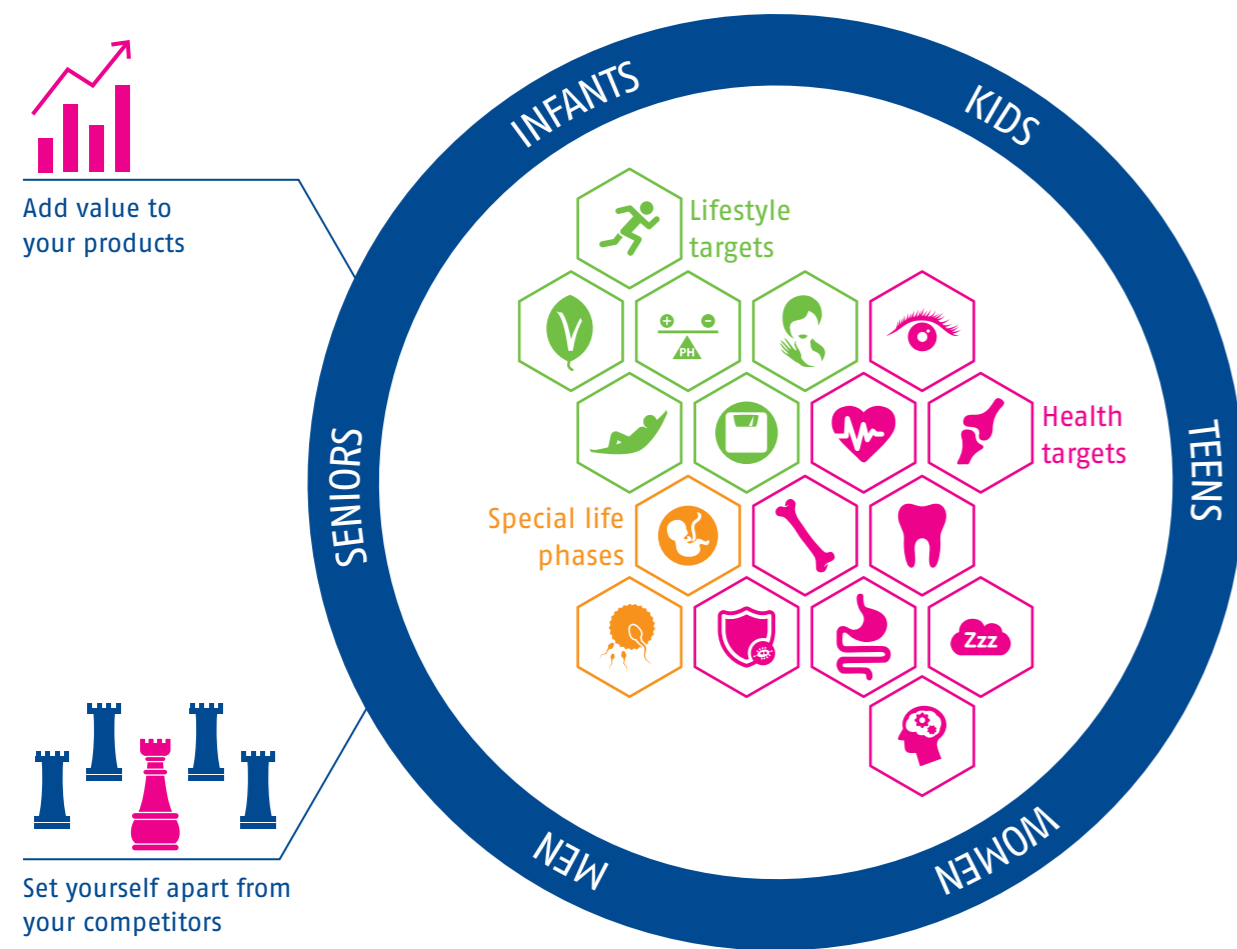 INFANTS
KIDS
Add value to
your products
Lifestyle
targets
V
+
−
PH
Health
targets
TEENS
SENIORS
Special life
phases
Zzz
MEN
WOMEN
Set yourself apart from
your competitors